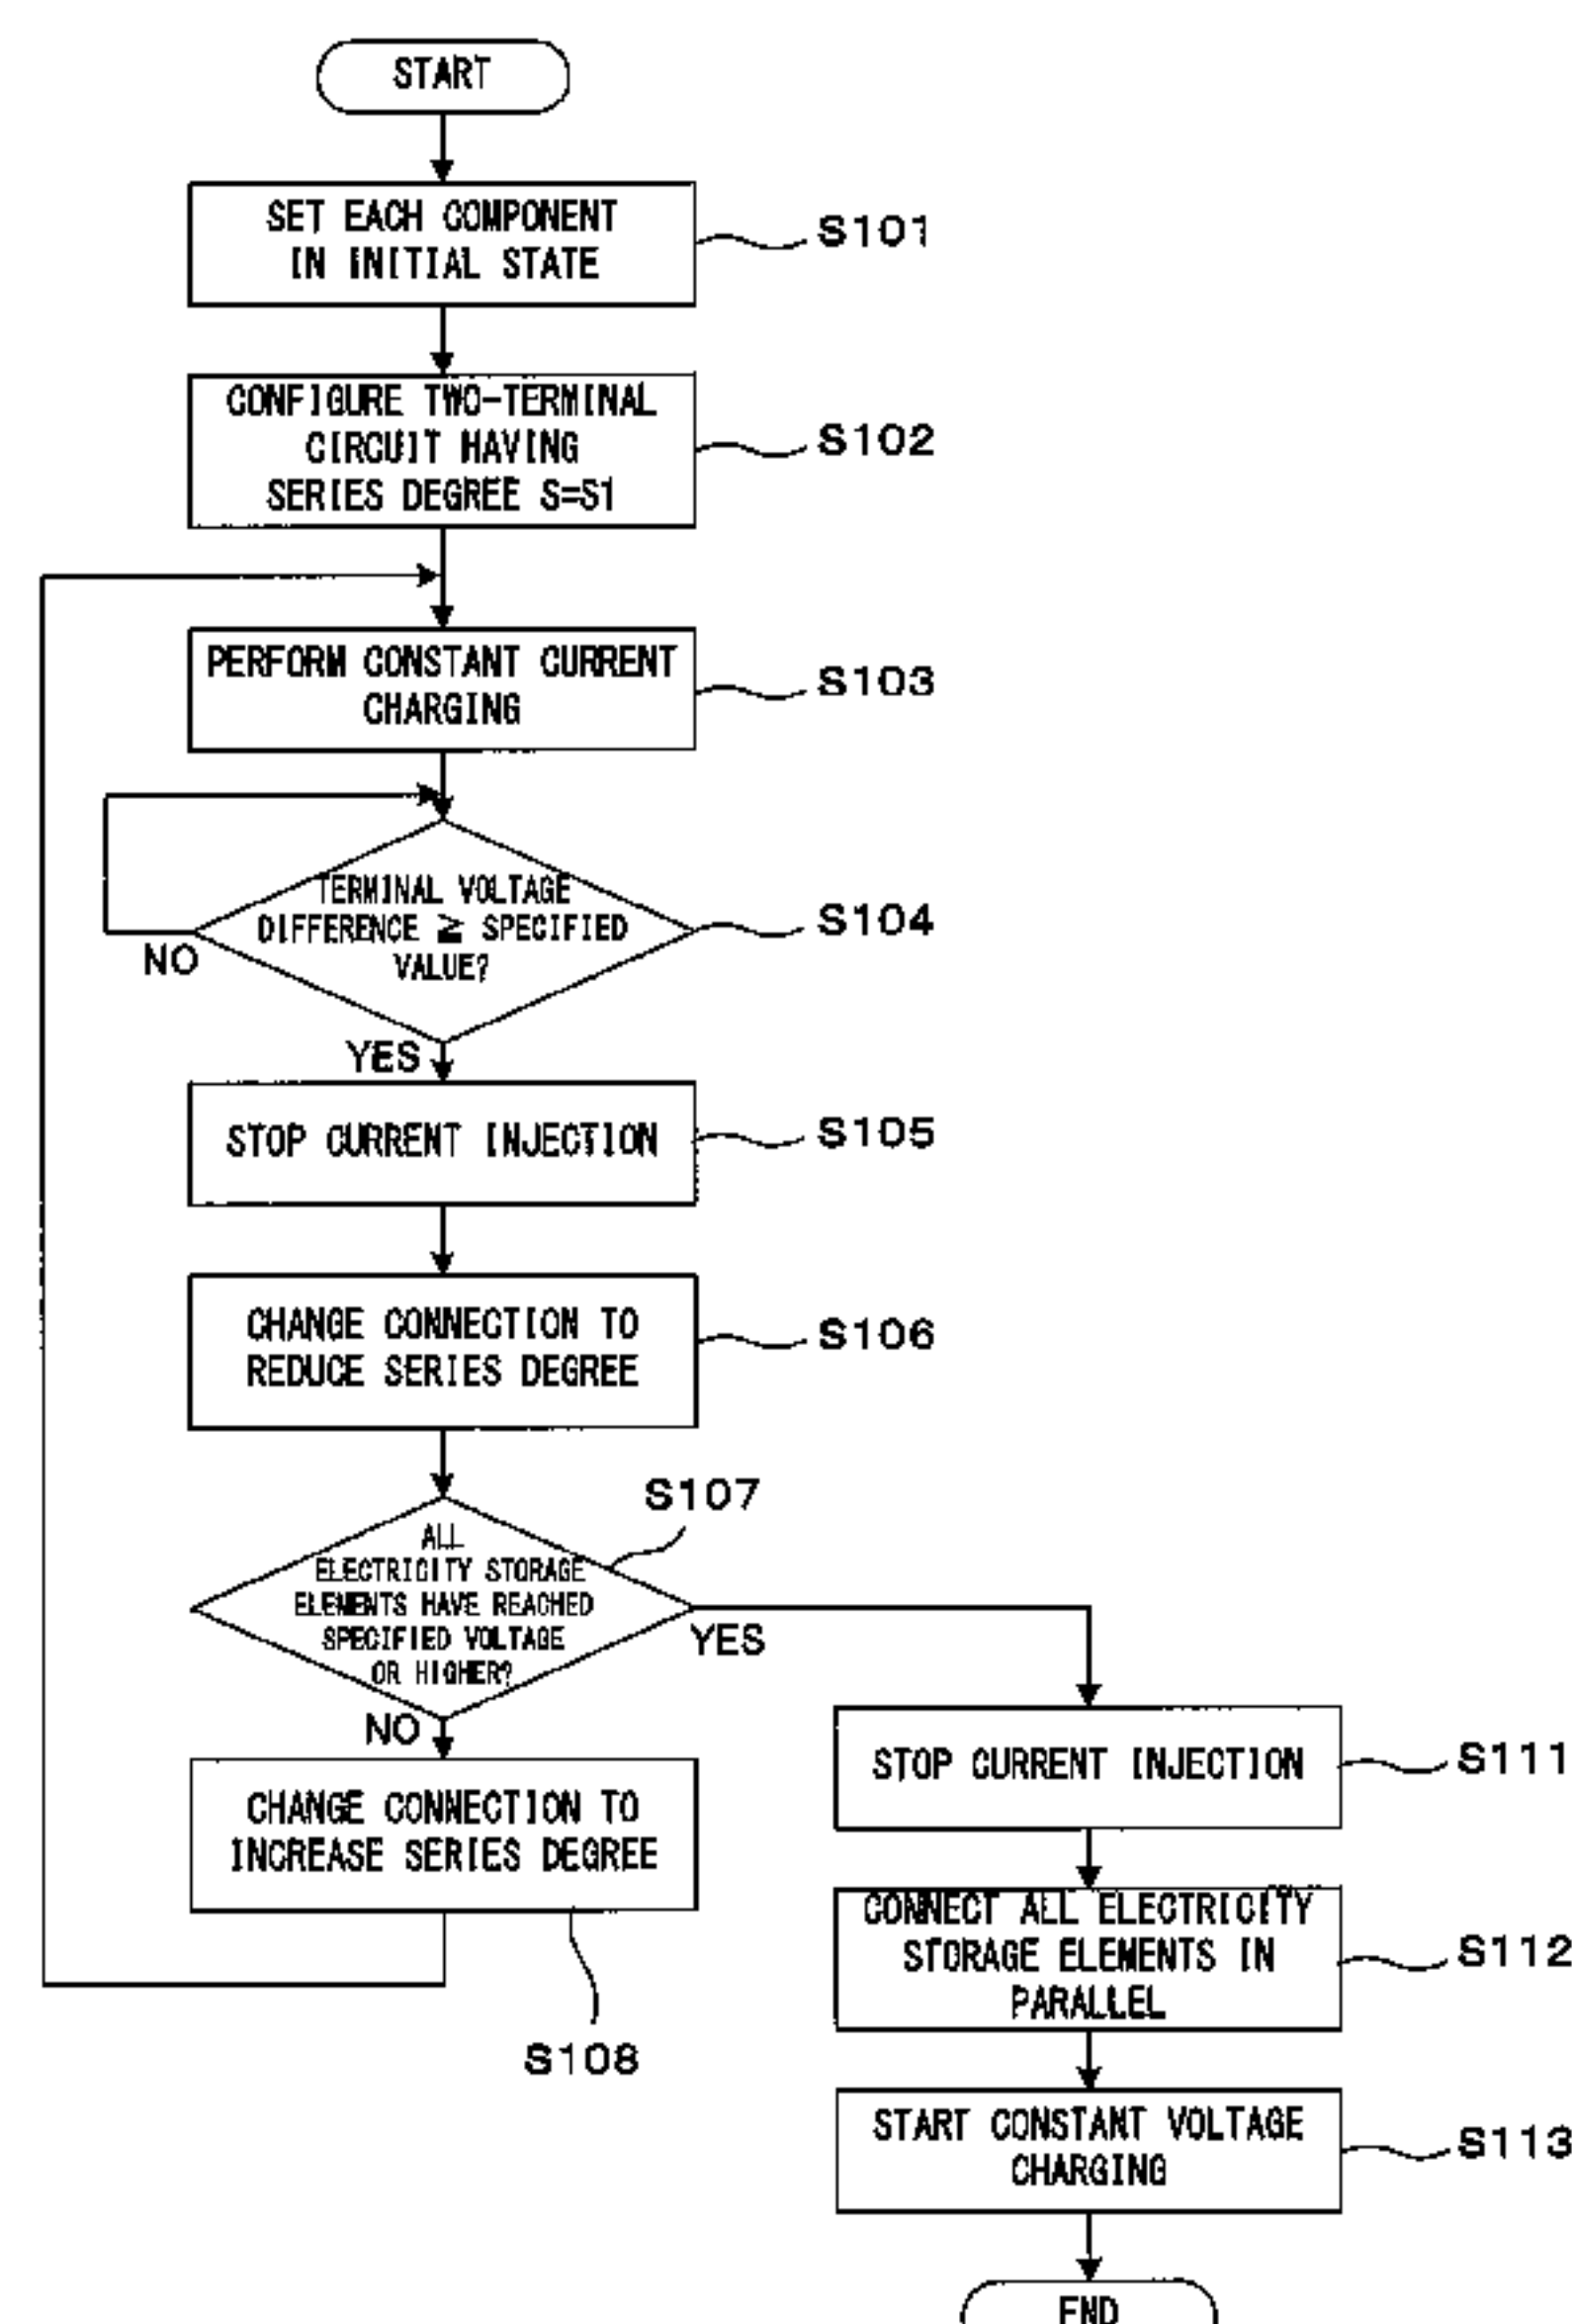 START
SET EACH COMPONENT
IN INITIAL STATE
S101
CONFIGURE TWO-TERMINAL
CIRCUIT HAVING
SERIES DEGREE S=S1
S102
PERFORM CONSTANT CURRENT
CHARGING
S103
TERMINAL VOLTAGE
DIFFERENCE ≧ SPECIFIED
VALUE?
S104
NO
YES
STOP CURRENT INJECTION
S105
CHANGE CONNECTION TO
REDUCE SERIES DEGREE
S106
S107
ALL
ELECTRICITY STORAGE
ELEMENTS HAVE REACHED
SPECIFIED VOLTAGE
OR HIGHER?
YES
NO
CHANGE CONNECTION TO
INCREASE SERIES DEGREE
S108
STOP CURRENT INJECTION
S111
CONNECT ALL ELECTRICITY
STORAGE ELEMENTS IN
PARALLEL
S112
START CONSTANT VOLTAGE
CHARGING
S113
END